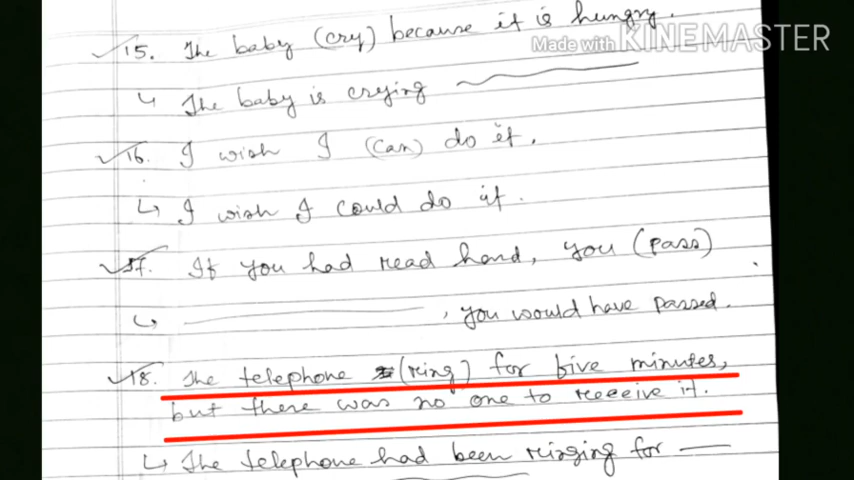 15. The baby (cry) because it is hungry.
Made with KINEMASTER
↳ The baby is crying
16. I wish I (can) do it.
↳ I wish I could do it.
17. If you had read hard, you (pass)
↳ , you would have passed.
18. The telephone (ring) for five minutes,
but there was no one to receive it.
↳ The telephone had been ringing for